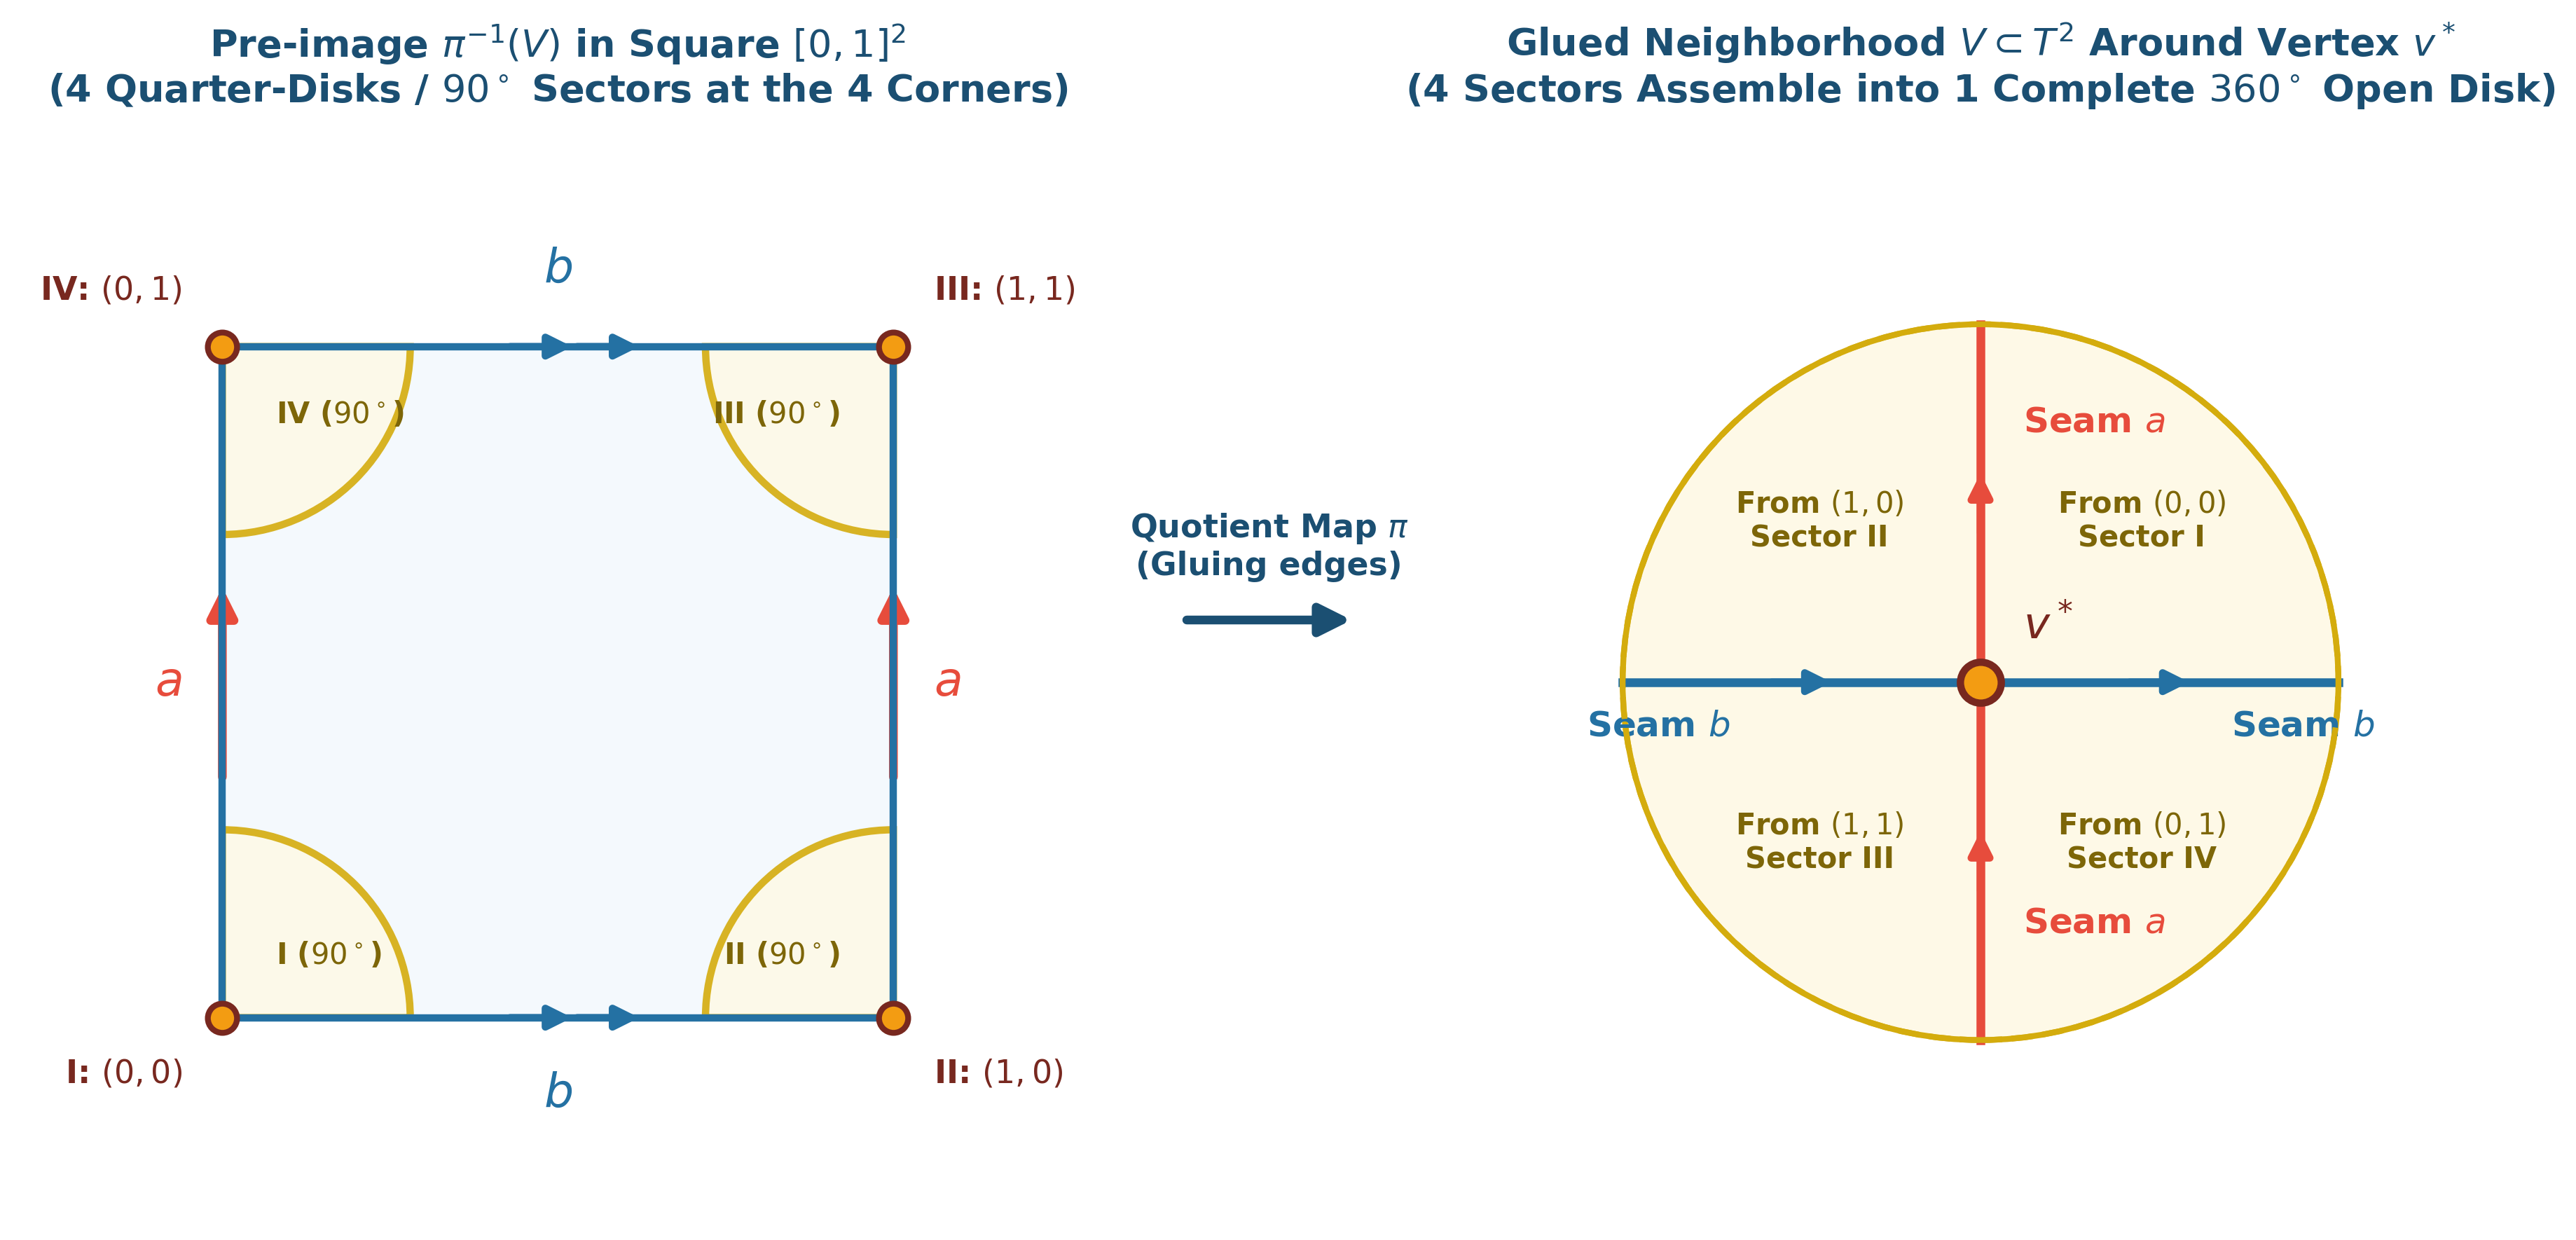 Pre-image π⁻¹(V) in Square [0, 1]²
(4 Quarter-Disks / 90° Sectors at the 4 Corners)
b
IV: (0, 1)
III: (1, 1)
IV (90°)
III (90°)
a
a
I (90°)
II (90°)
I: (0, 0)
II: (1, 0)
b
Quotient Map π
(Gluing edges)
Glued Neighborhood V ⊂ T² Around Vertex v*
(4 Sectors Assemble into 1 Complete 360° Open Disk)
Seam a
From (1, 0)
Sector II
From (0, 0)
Sector I
v*
Seam b
Seam b
From (1, 1)
Sector III
From (0, 1)
Sector IV
Seam a